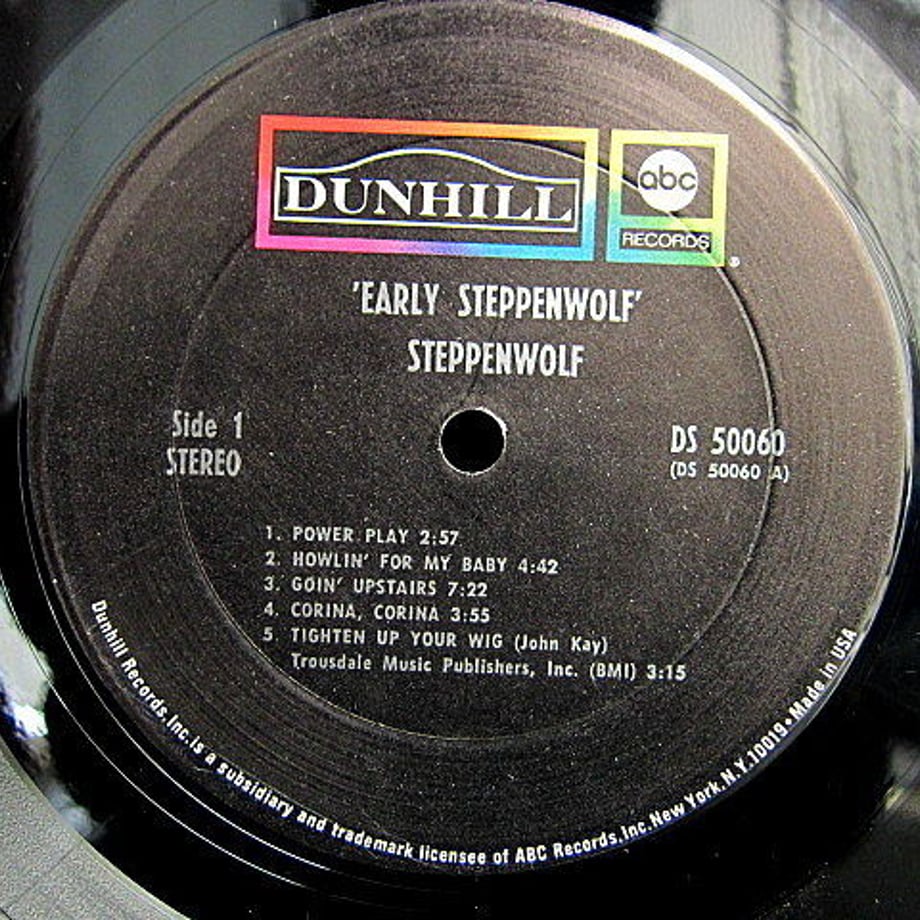 DUNHILL
abc
RECORDS
®
'EARLY STEPPENWOLF'
STEPPENWOLF
Side 1
STEREO
DS 50060
(DS 50060 A)
1. POWER PLAY 2:57
2. HOWLIN' FOR MY BABY 4:42
3. GOIN' UPSTAIRS 7:22
4. CORINA, CORINA 3:55
5 TIGHTEN UP YOUR WIG (John Kay)
Trousdale Music Publishers, Inc. (BMI) 3:15
Dunhill Records,Inc.is a subsidiary and trademark licensee of ABC Records,Inc.New York,N.Y.10019•Made in USA